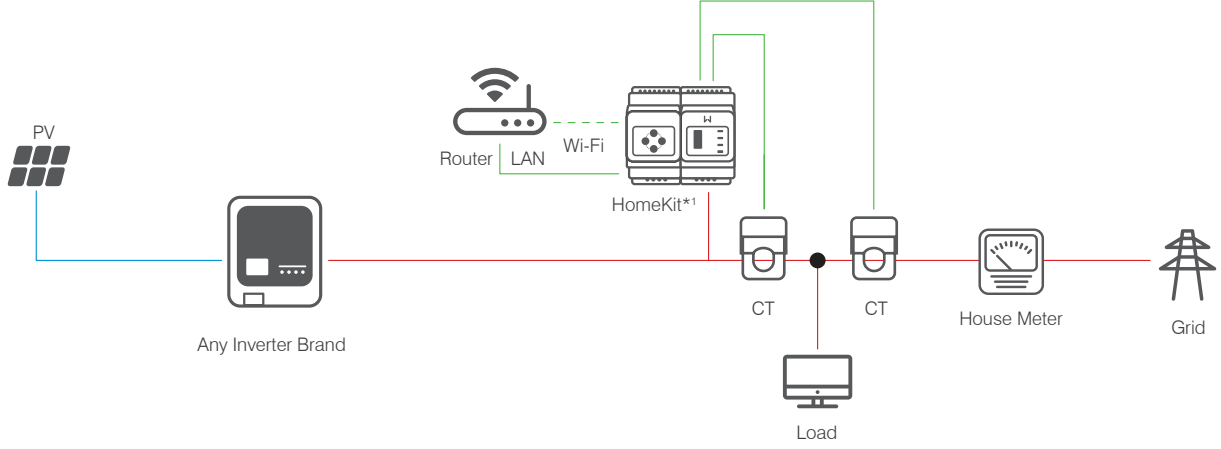 PV
Router
LAN
Wi-Fi
HomeKit*¹
CT
CT
House Meter
Grid
Any Inverter Brand
Load